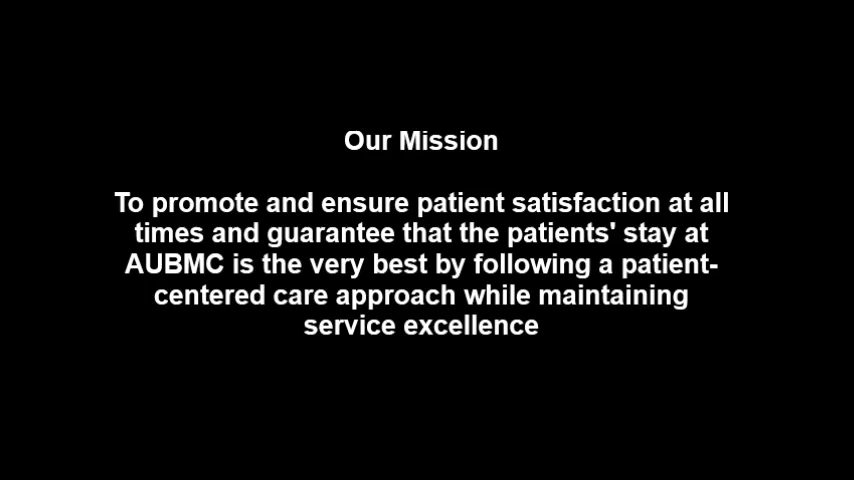 Our Mission
To promote and ensure patient satisfaction at all
times and guarantee that the patients' stay at
AUBMC is the very best by following a patient-
centered care approach while maintaining
service excellence